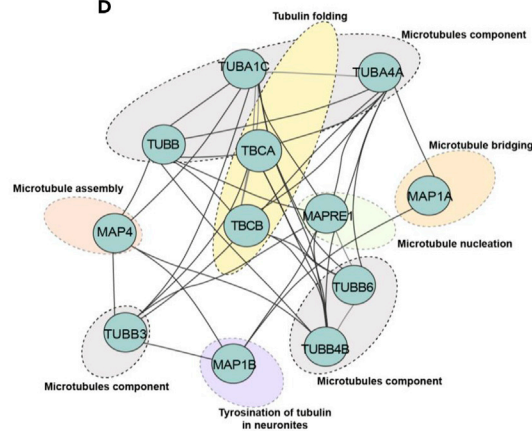 D
Tubulin folding
Microtubules component
TUBA1C
TUBA4A
TUBB
TBCA
Microtubule bridging
Microtubule assembly
MAP1A
MAP4
TBCB
MAPRE1
Microtubule nucleation
TUBB6
TUBB3
TUBB4B
MAP1B
Microtubules component
Microtubules component
Tyrosination of tubulin
in neuronites